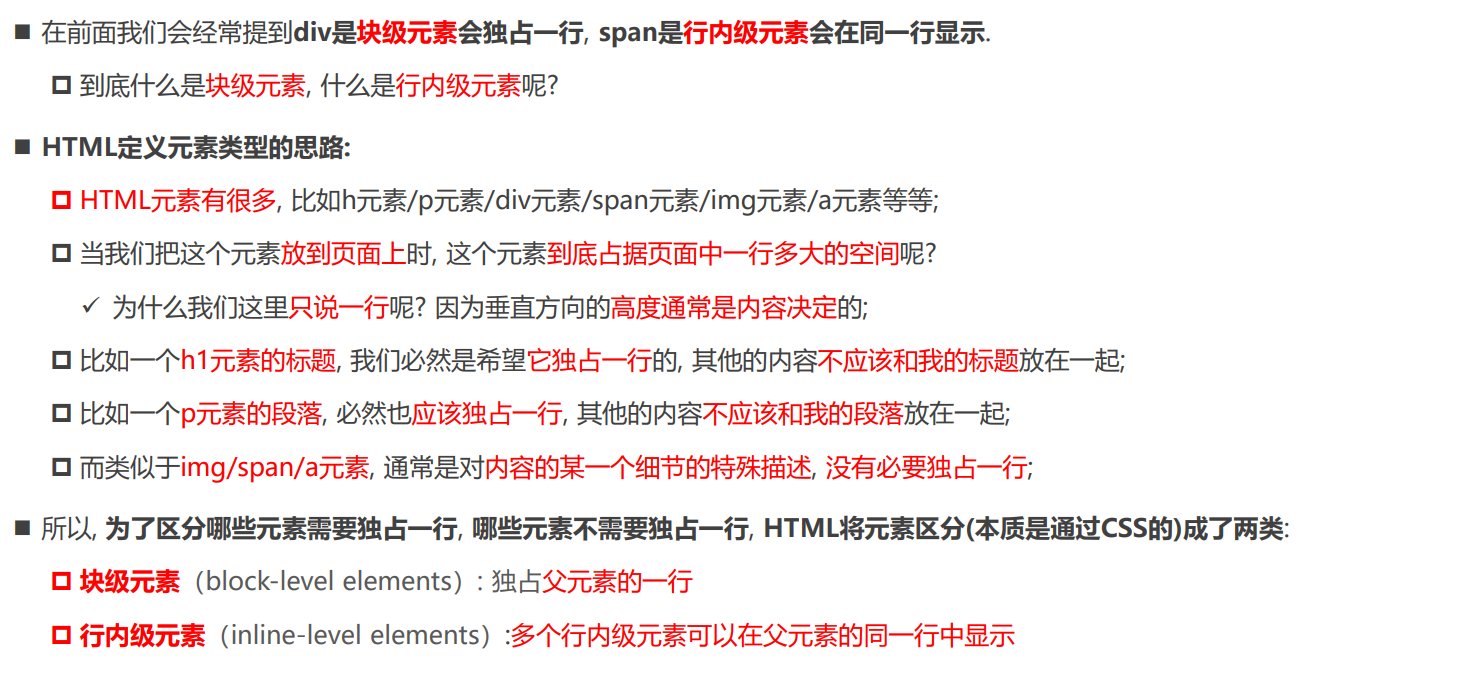 ■ 在前面我们会经常提到div是块级元素会独占一行, span是行内级元素会在同一行显示.
到底什么是块级元素, 什么是行内级元素呢?
■ HTML定义元素类型的思路:
HTML元素有很多, 比如h元素/p元素/div元素/span元素/img元素/a元素等等;
当我们把这个元素放到页面上时, 这个元素到底占据页面中一行多大的空间呢?
✓ 为什么我们这里只说一行呢? 因为垂直方向的高度通常是内容决定的;
比如一个h1元素的标题, 我们必然是希望它独占一行的, 其他的内容不应该和我的标题放在一起;
比如一个p元素的段落, 必然也应该独占一行, 其他的内容不应该和我的段落放在一起;
而类似于img/span/a元素, 通常是对内容的某一个细节的特殊描述, 没有必要独占一行;
■ 所以, 为了区分哪些元素需要独占一行, 哪些元素不需要独占一行, HTML将元素区分(本质是通过CSS的)成了两类:
块级元素（block-level elements）: 独占父元素的一行
行内级元素（inline-level elements）:多个行内级元素可以在父元素的同一行中显示